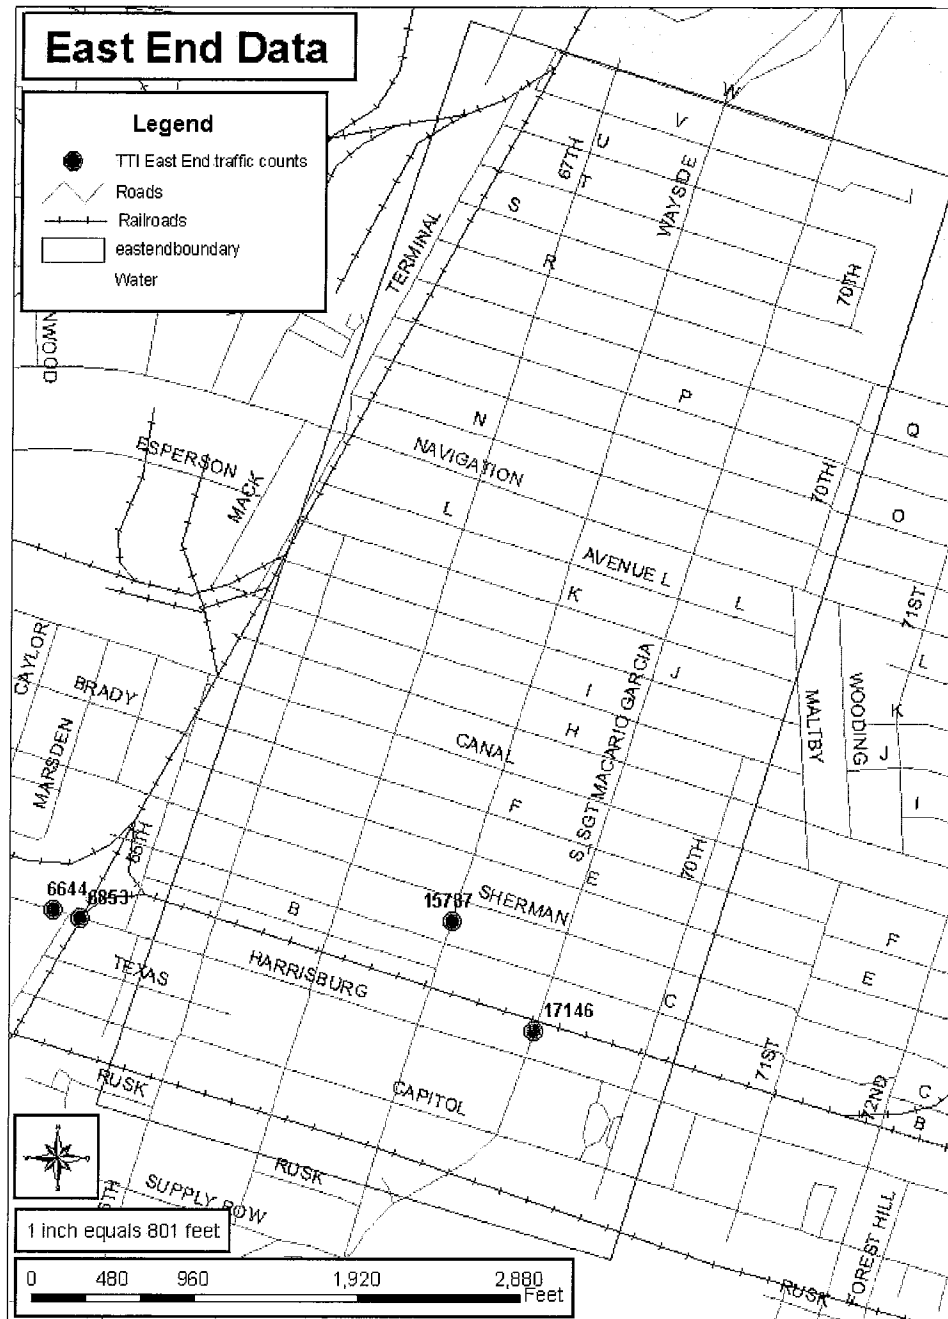 East End Data
Legend
TTI East End traffic counts
Roads
Railroads
eastendboundary
Water
W
V
U
67TH
T
S
WAYSDE
R
TERMINAL
70TH
P
N
Q
NAVIGATION
ESPERSON
MACK
70TH
L
O
AVENUE L
K
L
71ST
CAYLOR
BRADY
J
L
I
S SGT MACARIO GARCIA
MALTBY
WOODING
K
MARSDEN
H
CANAL
J
F
I
65TH
70TH
E
6644
6853
15787
SHERMAN
B
F
TEXAS
HARRISBURG
E
C
17146
71ST
72ND
C
B
RUSK
CAPITOL
RUSK
SUPPLY ROW
FOREST HILL
RUSK
1 inch equals 801 feet
0 480 960 1,920 2,880
Feet